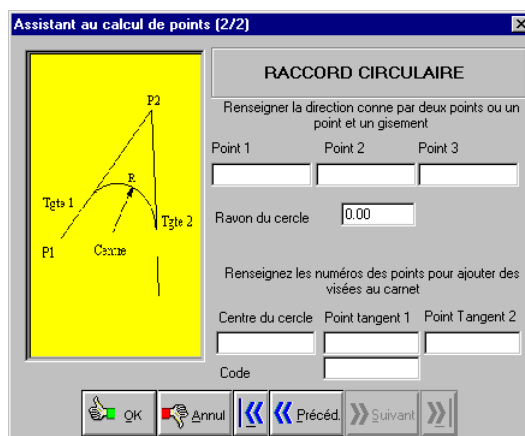 Assistant au calcul de points (2/2)
RACCORD CIRCULAIRE
Renseigner la direction conne par deux points ou un
point et un gisement
Point 1 Point 2 Point 3
Rayon du cercle 0.00
Renseignez les numéros des points pour ajouter des
visées au carnet
Centre du cercle Point tangent 1 Point Tangent 2
Code
P2
R
Tgte 1
Tgte 2
P1
Centre
OK Annul Précéd. Suivant